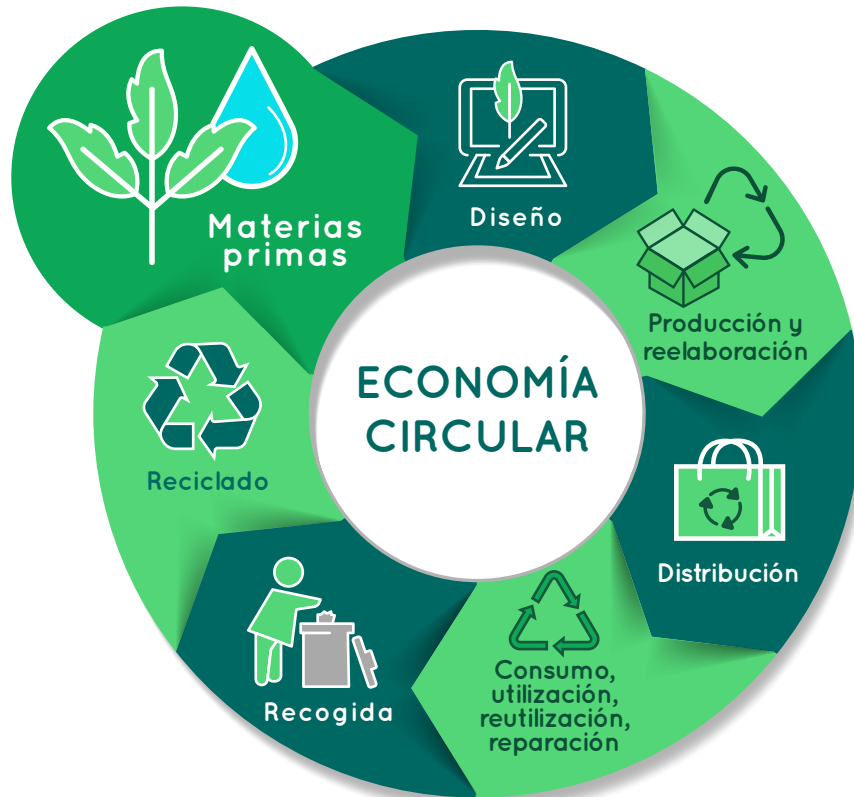 Materias
primas
Diseño
Producción y
reelaboración
Distribución
Consumo,
utilización,
reutilización,
reparación
Recogida
Reciclado
ECONOMÍA
CIRCULAR